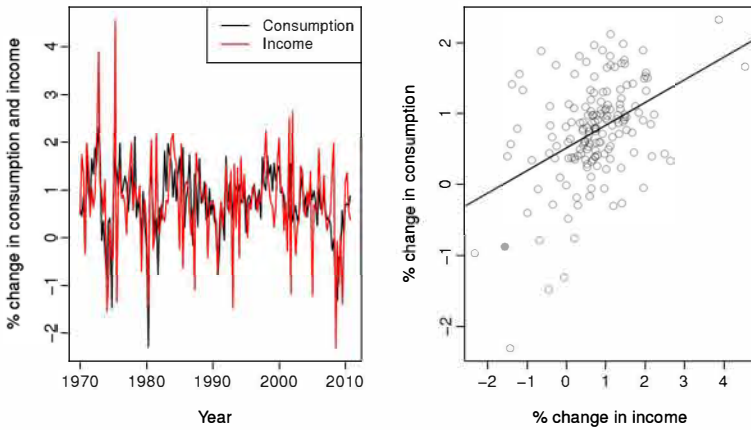 % change in consumption and income
4
3
2
1
0
−1
−2
Consumption
Income
1970 1980 1990 2000 2010
Year
% change in consumption
2
1
0
−1
−2
−2 −1 0 1 2 3 4
% change in income